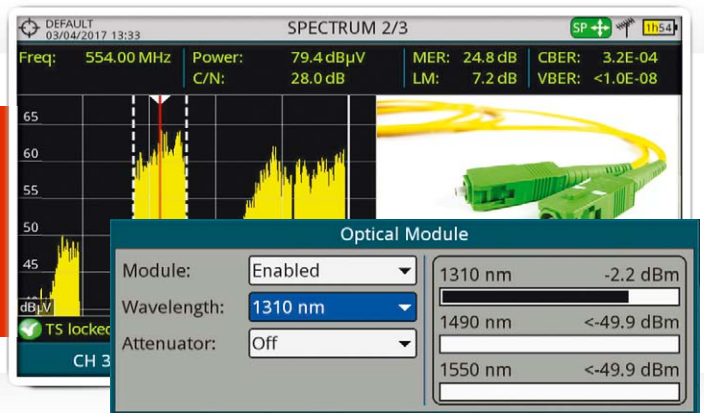 DEFAULT
03/04/2017 13:33
SPECTRUM 2/3
SP
1h54
Freq: 554.00 MHz
Power: 79.4 dBµV
MER: 24.8 dB
CBER: 3.2E-04
C/N: 28.0 dB
LM: 7.2 dB
VBER: <1.0E-08
65
60
55
50
45
dBµV
TS locked
CH 3
Optical Module
Module: Enabled
Wavelength: 1310 nm
Attenuator: Off
1310 nm -2.2 dBm
1490 nm <-49.9 dBm
1550 nm <-49.9 dBm